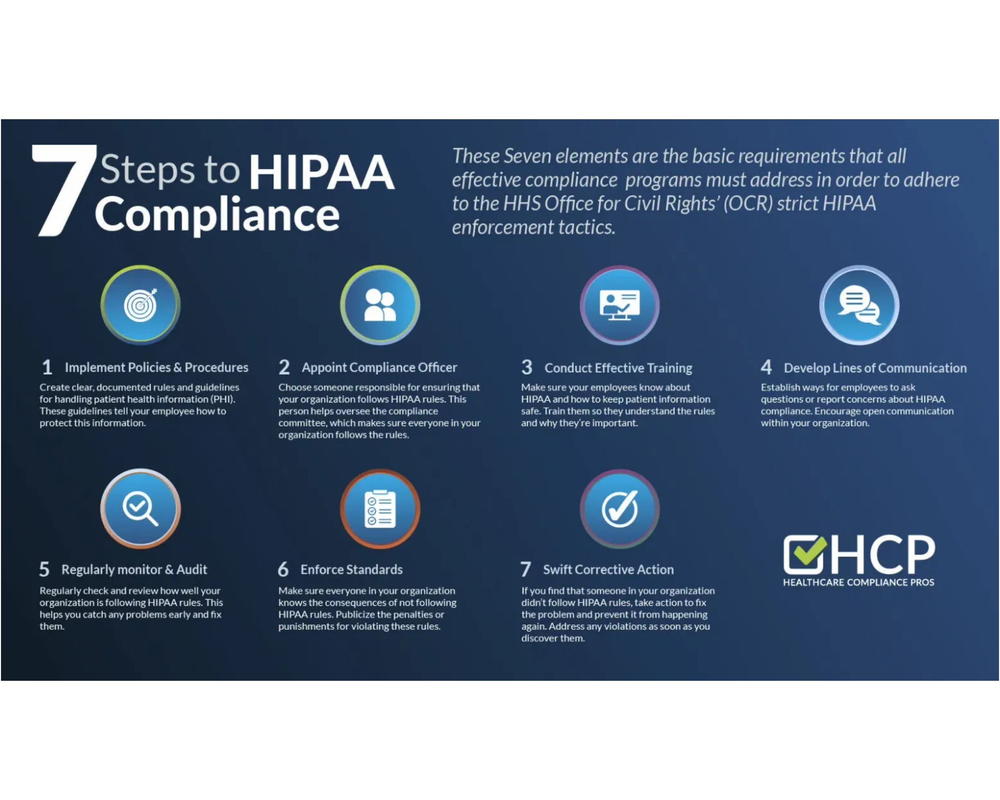 7 Steps to HIPAA
Compliance
These Seven elements are the basic requirements that all
effective compliance programs must address in order to adhere
to the HHS Office for Civil Rights' (OCR) strict HIPAA
enforcement tactics.
1 Implement Policies & Procedures
Create clear, documented rules and guidelines
for handling patient health information (PHI).
These guidelines tell your employee how to
protect this information.
2 Appoint Compliance Officer
Choose someone responsible for ensuring that
your organization follows HIPAA rules. This
person helps oversee the compliance
committee, which makes sure everyone in your
organization follows the rules.
3 Conduct Effective Training
Make sure your employees know about
HIPAA and how to keep patient information
safe. Train them so they understand the rules
and why they're important.
4 Develop Lines of Communication
Establish ways for employees to ask
questions or report concerns about HIPAA
compliance. Encourage open communication
within your organization.
5 Regularly monitor & Audit
Regularly check and review how well your
organization is following HIPAA rules. This
helps you catch any problems early and fix
them.
6 Enforce Standards
Make sure everyone in your organization
knows the consequences of not following
HIPAA rules. Publicize the penalties or
punishments for violating these rules.
7 Swift Corrective Action
If you find that someone in your organization
didn't follow HIPAA rules, take action to fix
the problem and prevent it from happening
again. Address any violations as soon as you
discover them.
HCP
HEALTHCARE COMPLIANCE PROS